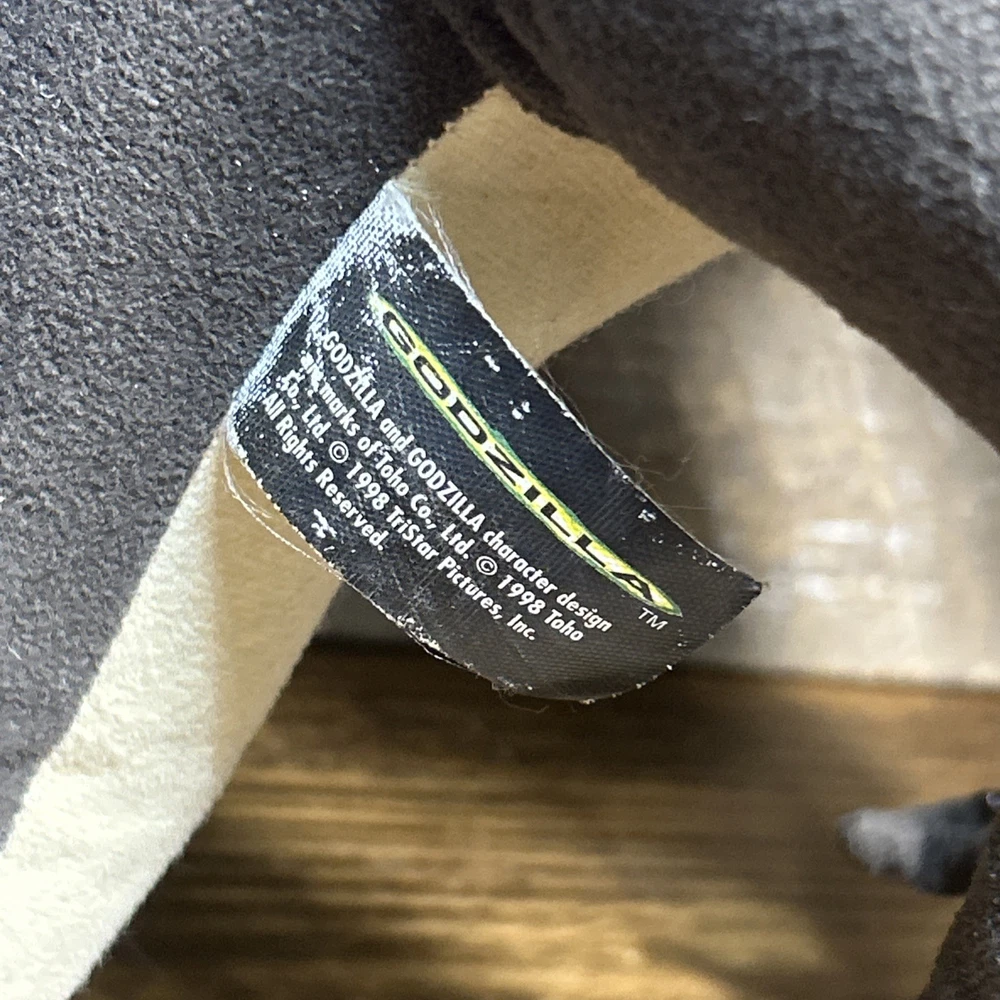 GODZILLA
TM
GODZILLA and GODZILLA character design
are marks of Toho Co., Ltd. © 1998 Toho
Co., Ltd. © 1998 TriStar Pictures, Inc.
All Rights Reserved.